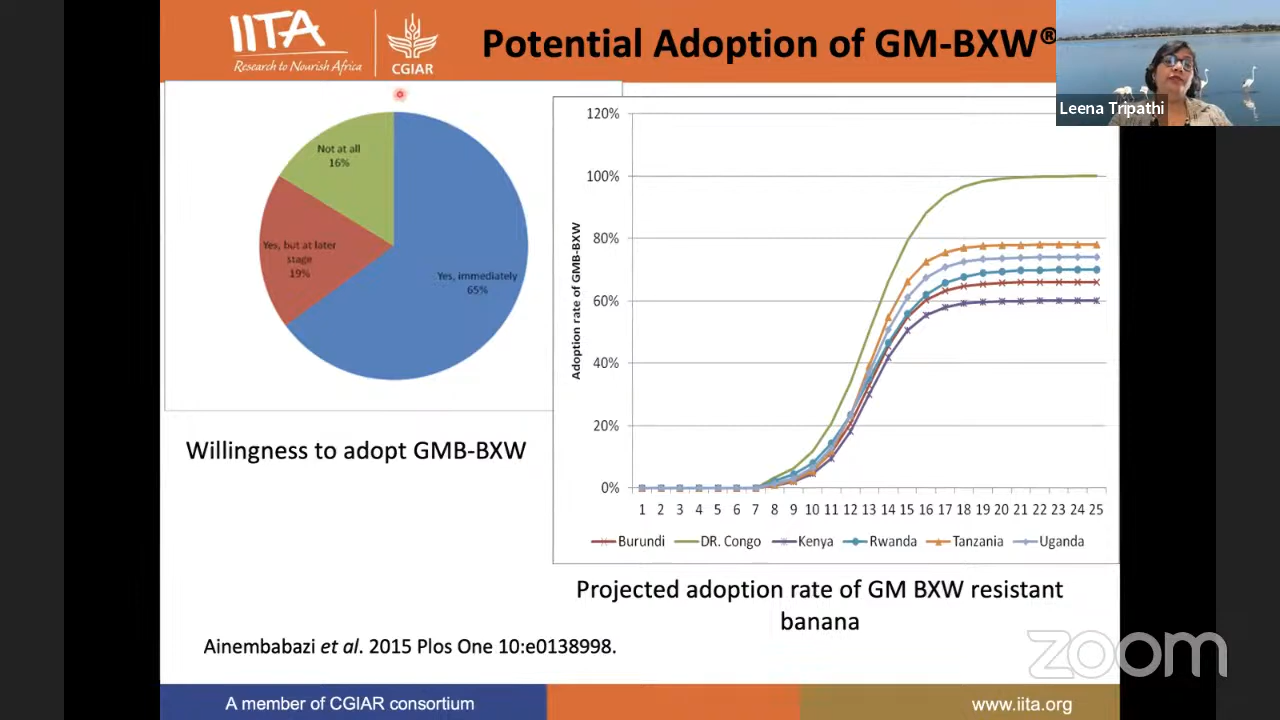 IITA
Research to Nourish Africa
CGIAR
Potential Adoption of GM-BXW®
Leena Tripathi
Not at all
16%
Yes, but at later
stage
19%
Yes, immediately
65%
Willingness to adopt GMB-BXW
Adoption rate of GMB-BXW
120%
100%
80%
60%
40%
20%
0%
1 2 3 4 5 6 7 8 9 10 11 12 13 14 15 16 17 18 19 20 21 22 23 24 25
Burundi DR. Congo Kenya Rwanda Tanzania Uganda
Projected adoption rate of GM BXW resistant
banana
Ainembabazi et al. 2015 Plos One 10:e0138998.
zoom
A member of CGIAR consortium
www.iita.org